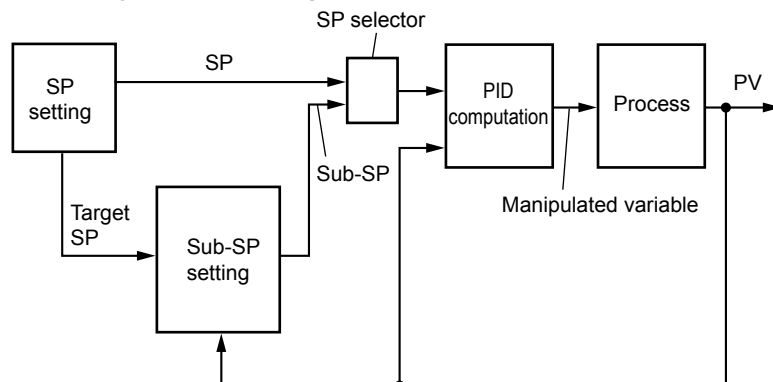 SP selector
SP
SP
setting
PID
computation
Process
PV
Sub-SP
Manipulated variable
Target
SP
Sub-SP
setting